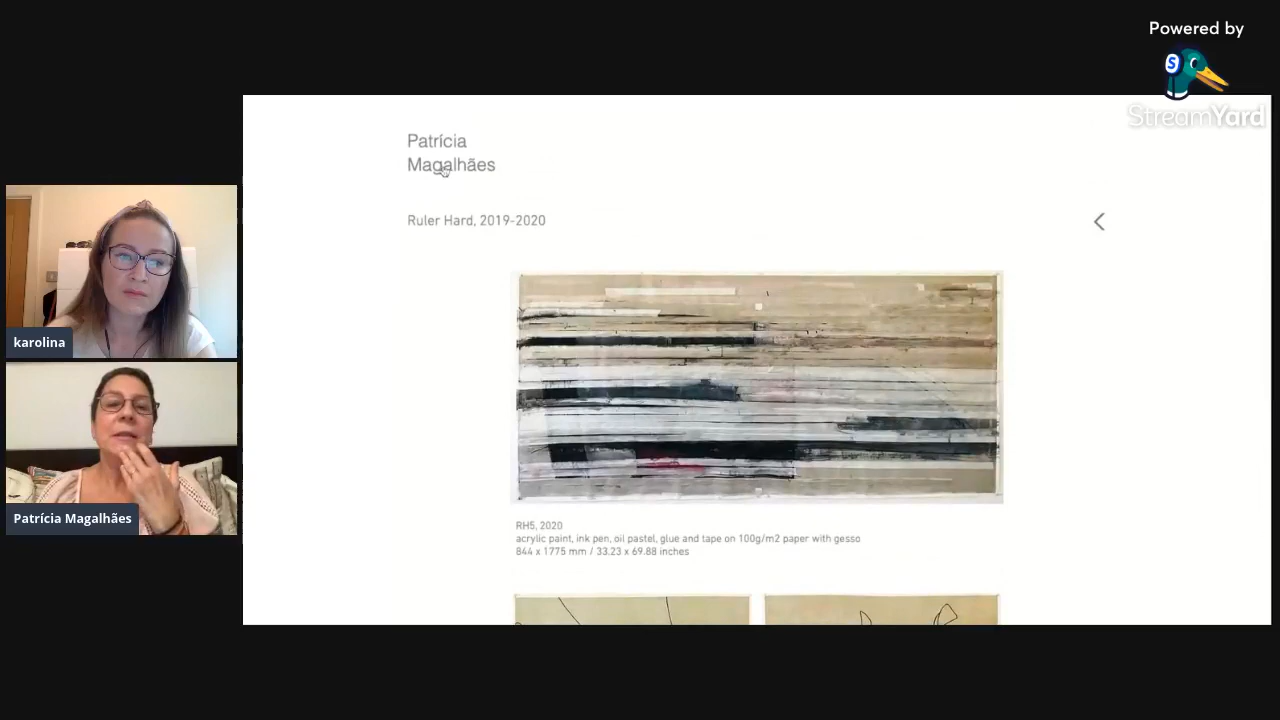 Powered by
S
StreamYard
Patrícia
Magalhães
Ruler Hard, 2019-2020
karolina
RH5, 2020
acrylic paint, ink pen, oil pastel, glue and tape on 100g/m2 paper with gesso
844 x 1775 mm / 33.23 x 69.88 inches
Patrícia Magalhães